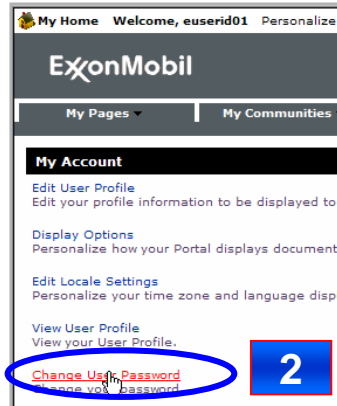 My Home Welcome, euserid01 Personalize
ExxonMobil
My Pages My Communities
My Account
Edit User Profile
Edit your profile information to be displayed to
Display Options
Personalize how your Portal displays document
Edit Locale Settings
Personalize your time zone and language disp
View User Profile
View your User Profile.
Change User Password
Change your password
2